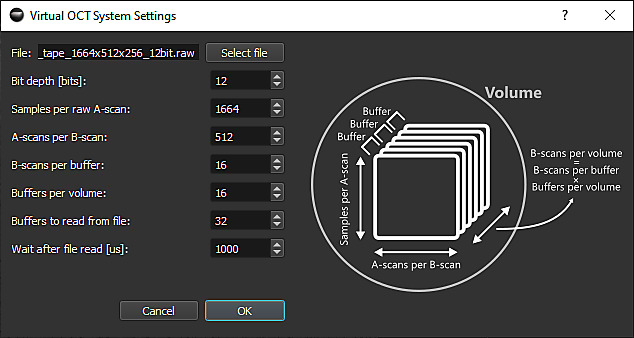 Virtual OCT System Settings
?
File: _tape_1664x512x256_12bit.raw Select file
Bit depth [bits]: 12
Samples per raw A-scan: 1664
A-scans per B-scan: 512
B-scans per buffer: 16
Buffers per volume: 16
Buffers to read from file: 32
Wait after file read [us]: 1000
Cancel OK
Volume
Buffer
Buffer
Buffer
Samples per A-scan
A-scans per B-scan
B-scans per volume
=
B-scans per buffer
×
Buffers per volume